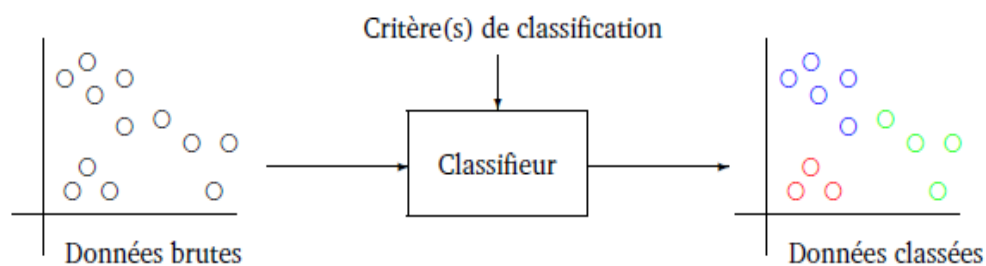 Critère(s) de classification
Classifieur
Données brutes
Données classées